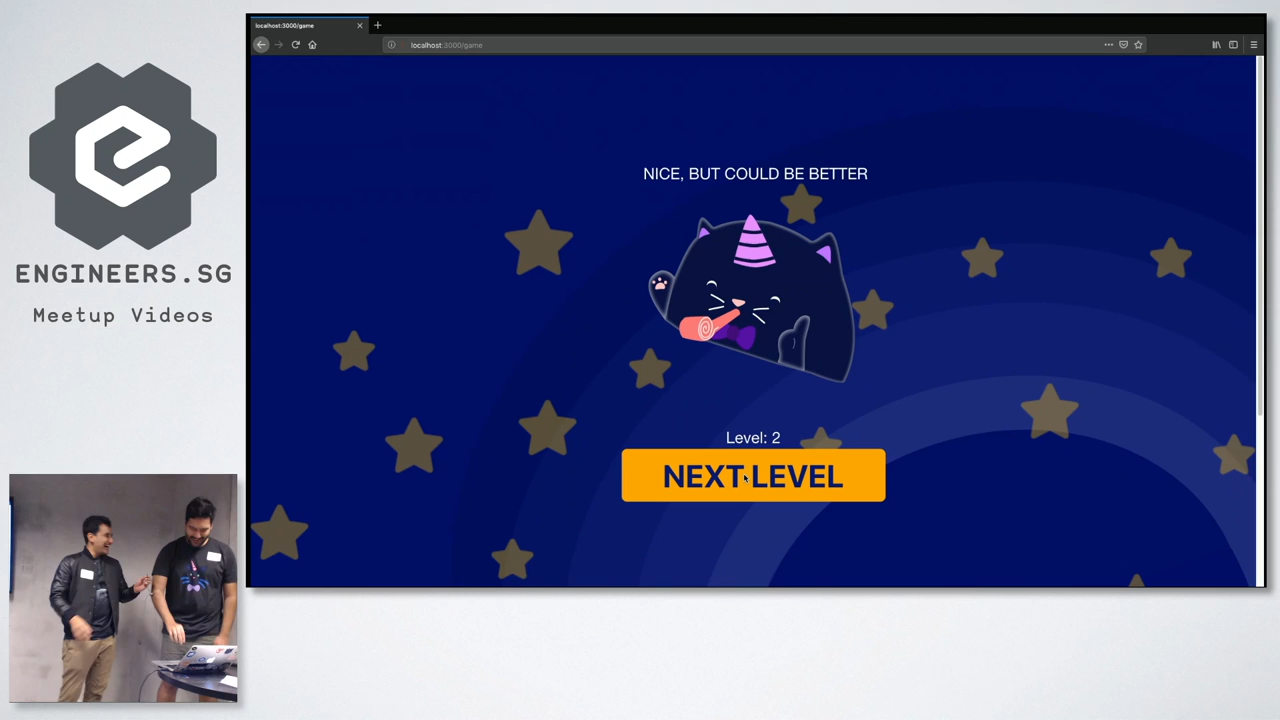 localhost:3000/game
localhost:3000/game
ENGINEERS.SG
Meetup Videos
NICE, BUT COULD BE BETTER
Level: 2
NEXT LEVEL